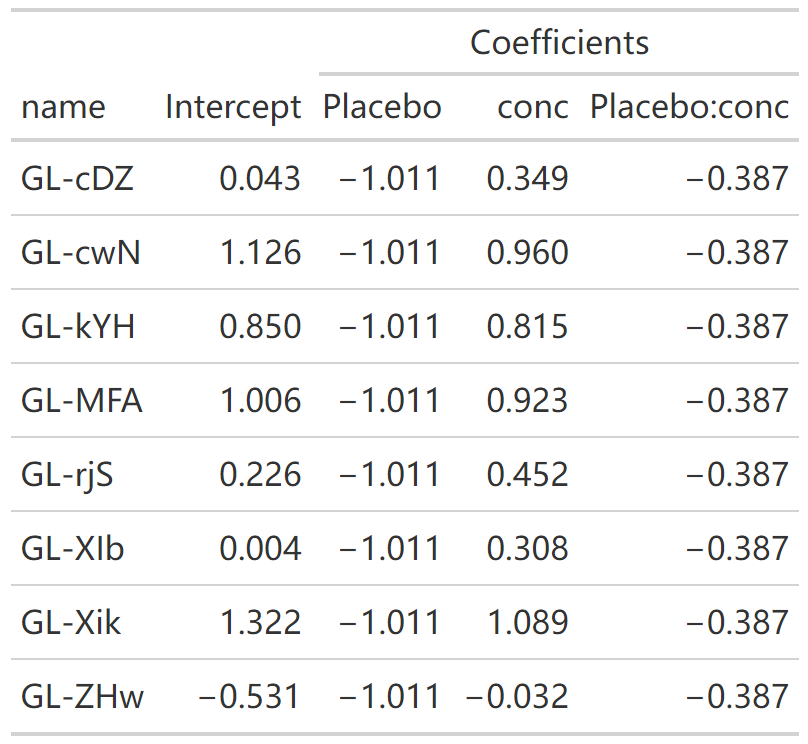 Coefficients
name Intercept Placebo conc Placebo:conc
GL-cDZ 0.043 −1.011 0.349 −0.387
GL-cwN 1.126 −1.011 0.960 −0.387
GL-kYH 0.850 −1.011 0.815 −0.387
GL-MFA 1.006 −1.011 0.923 −0.387
GL-rjS 0.226 −1.011 0.452 −0.387
GL-XIb 0.004 −1.011 0.308 −0.387
GL-Xik 1.322 −1.011 1.089 −0.387
GL-ZHw −0.531 −1.011 −0.032 −0.387